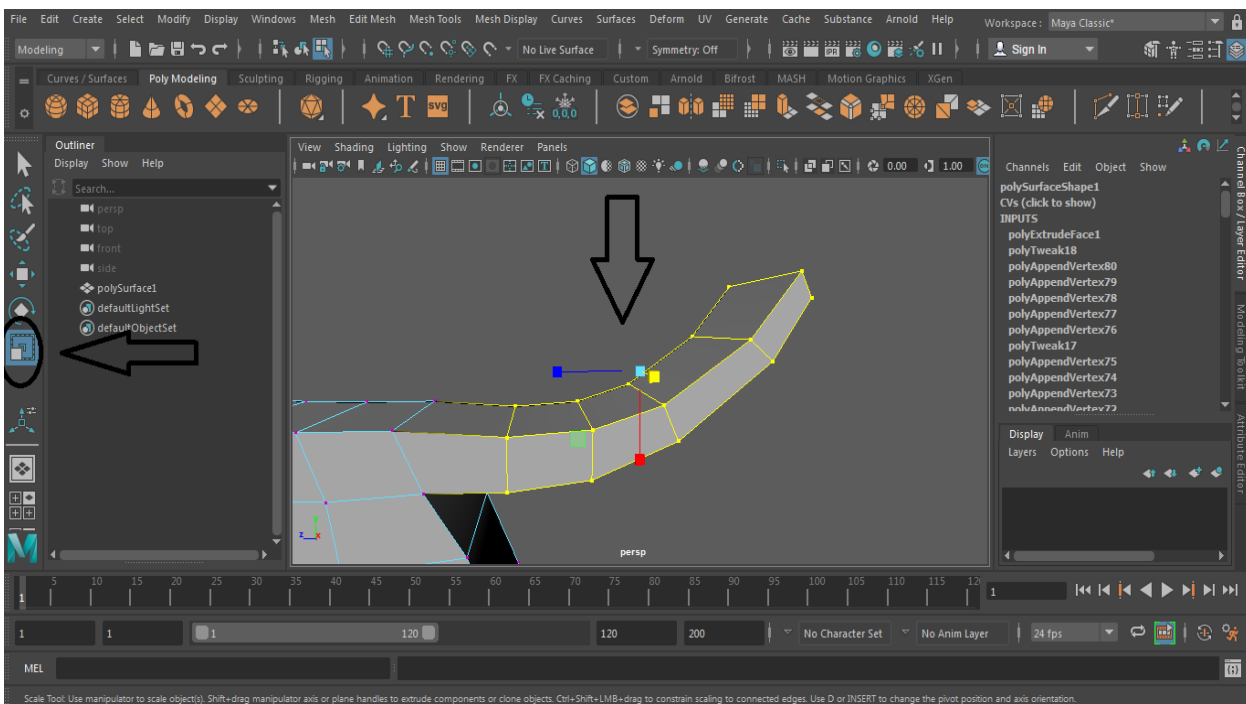 File Edit Create Select Modify Display Windows Mesh Edit Mesh Mesh Tools Mesh Display Curves Surfaces Deform UV Generate Cache Substance Arnold Help Workspace : Maya Classic*
Modeling No Live Surface Symmetry: Off Sign In
Curves / Surfaces Poly Modeling Sculpting Rigging Animation Rendering FX FX Caching Custom Arnold Bifrost MASH Motion Graphics XGen
T SVG 0,0,0
Outliner
Display Show Help
Search...
persp
top
front
side
polySurface1
defaultLightSet
defaultObjectSet
View Shading Lighting Show Renderer Panels
0.00 1.00
y
z x
persp
Channels Edit Object Show
polySurfaceShape1
CVs (click to show)
INPUTS
polyExtrudeFace1
polyTweak18
polyAppendVertex80
polyAppendVertex79
polyAppendVertex78
polyAppendVertex77
polyAppendVertex76
polyTweak17
polyAppendVertex75
polyAppendVertex74
polyAppendVertex73
polyAppendVertex72
Display Anim
Layers Options Help
Channel Box / Layer Editor
Modeling Toolkit
Attribute Editor
5 10 15 20 25 30 35 40 45 50 55 60 65 70 75 80 85 90 95 100 105 110 115 12
1 1
1 1 1 120 120 200 No Character Set No Anim Layer 24 fps
MEL
Scale Tool: Use manipulator to scale object(s). Shift+drag manipulator axis or plane handles to extrude components or clone objects. Ctrl+Shift+LMB+drag to constrain scaling to connected edges. Use D or INSERT to change the pivot position and axis orientation.